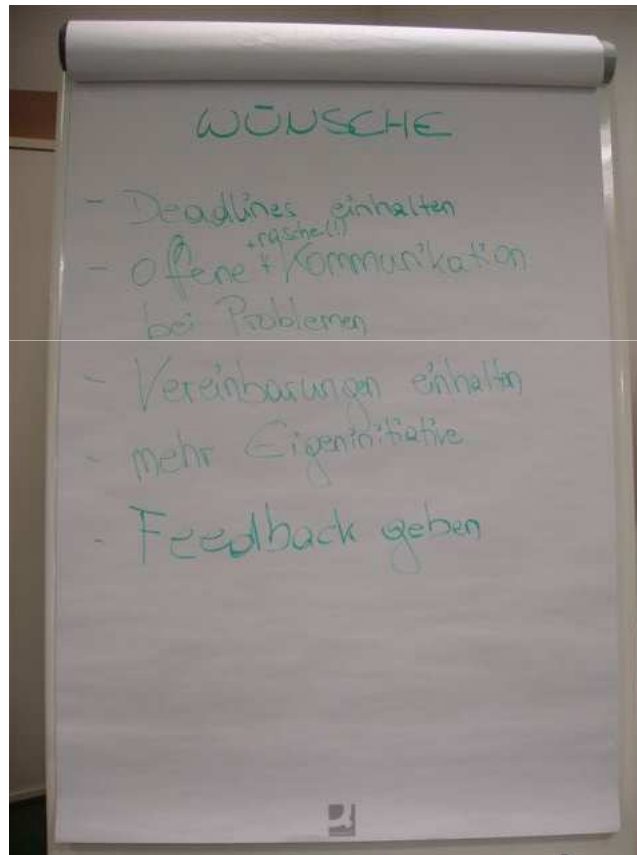 WÜNSCHE
- Deadlines einhalten
+ rasche(!)
- Offene + Kommunikation
bei Problemen
- Vereinbarungen einhalten
- mehr Eigeninitiative
- Feedback geben